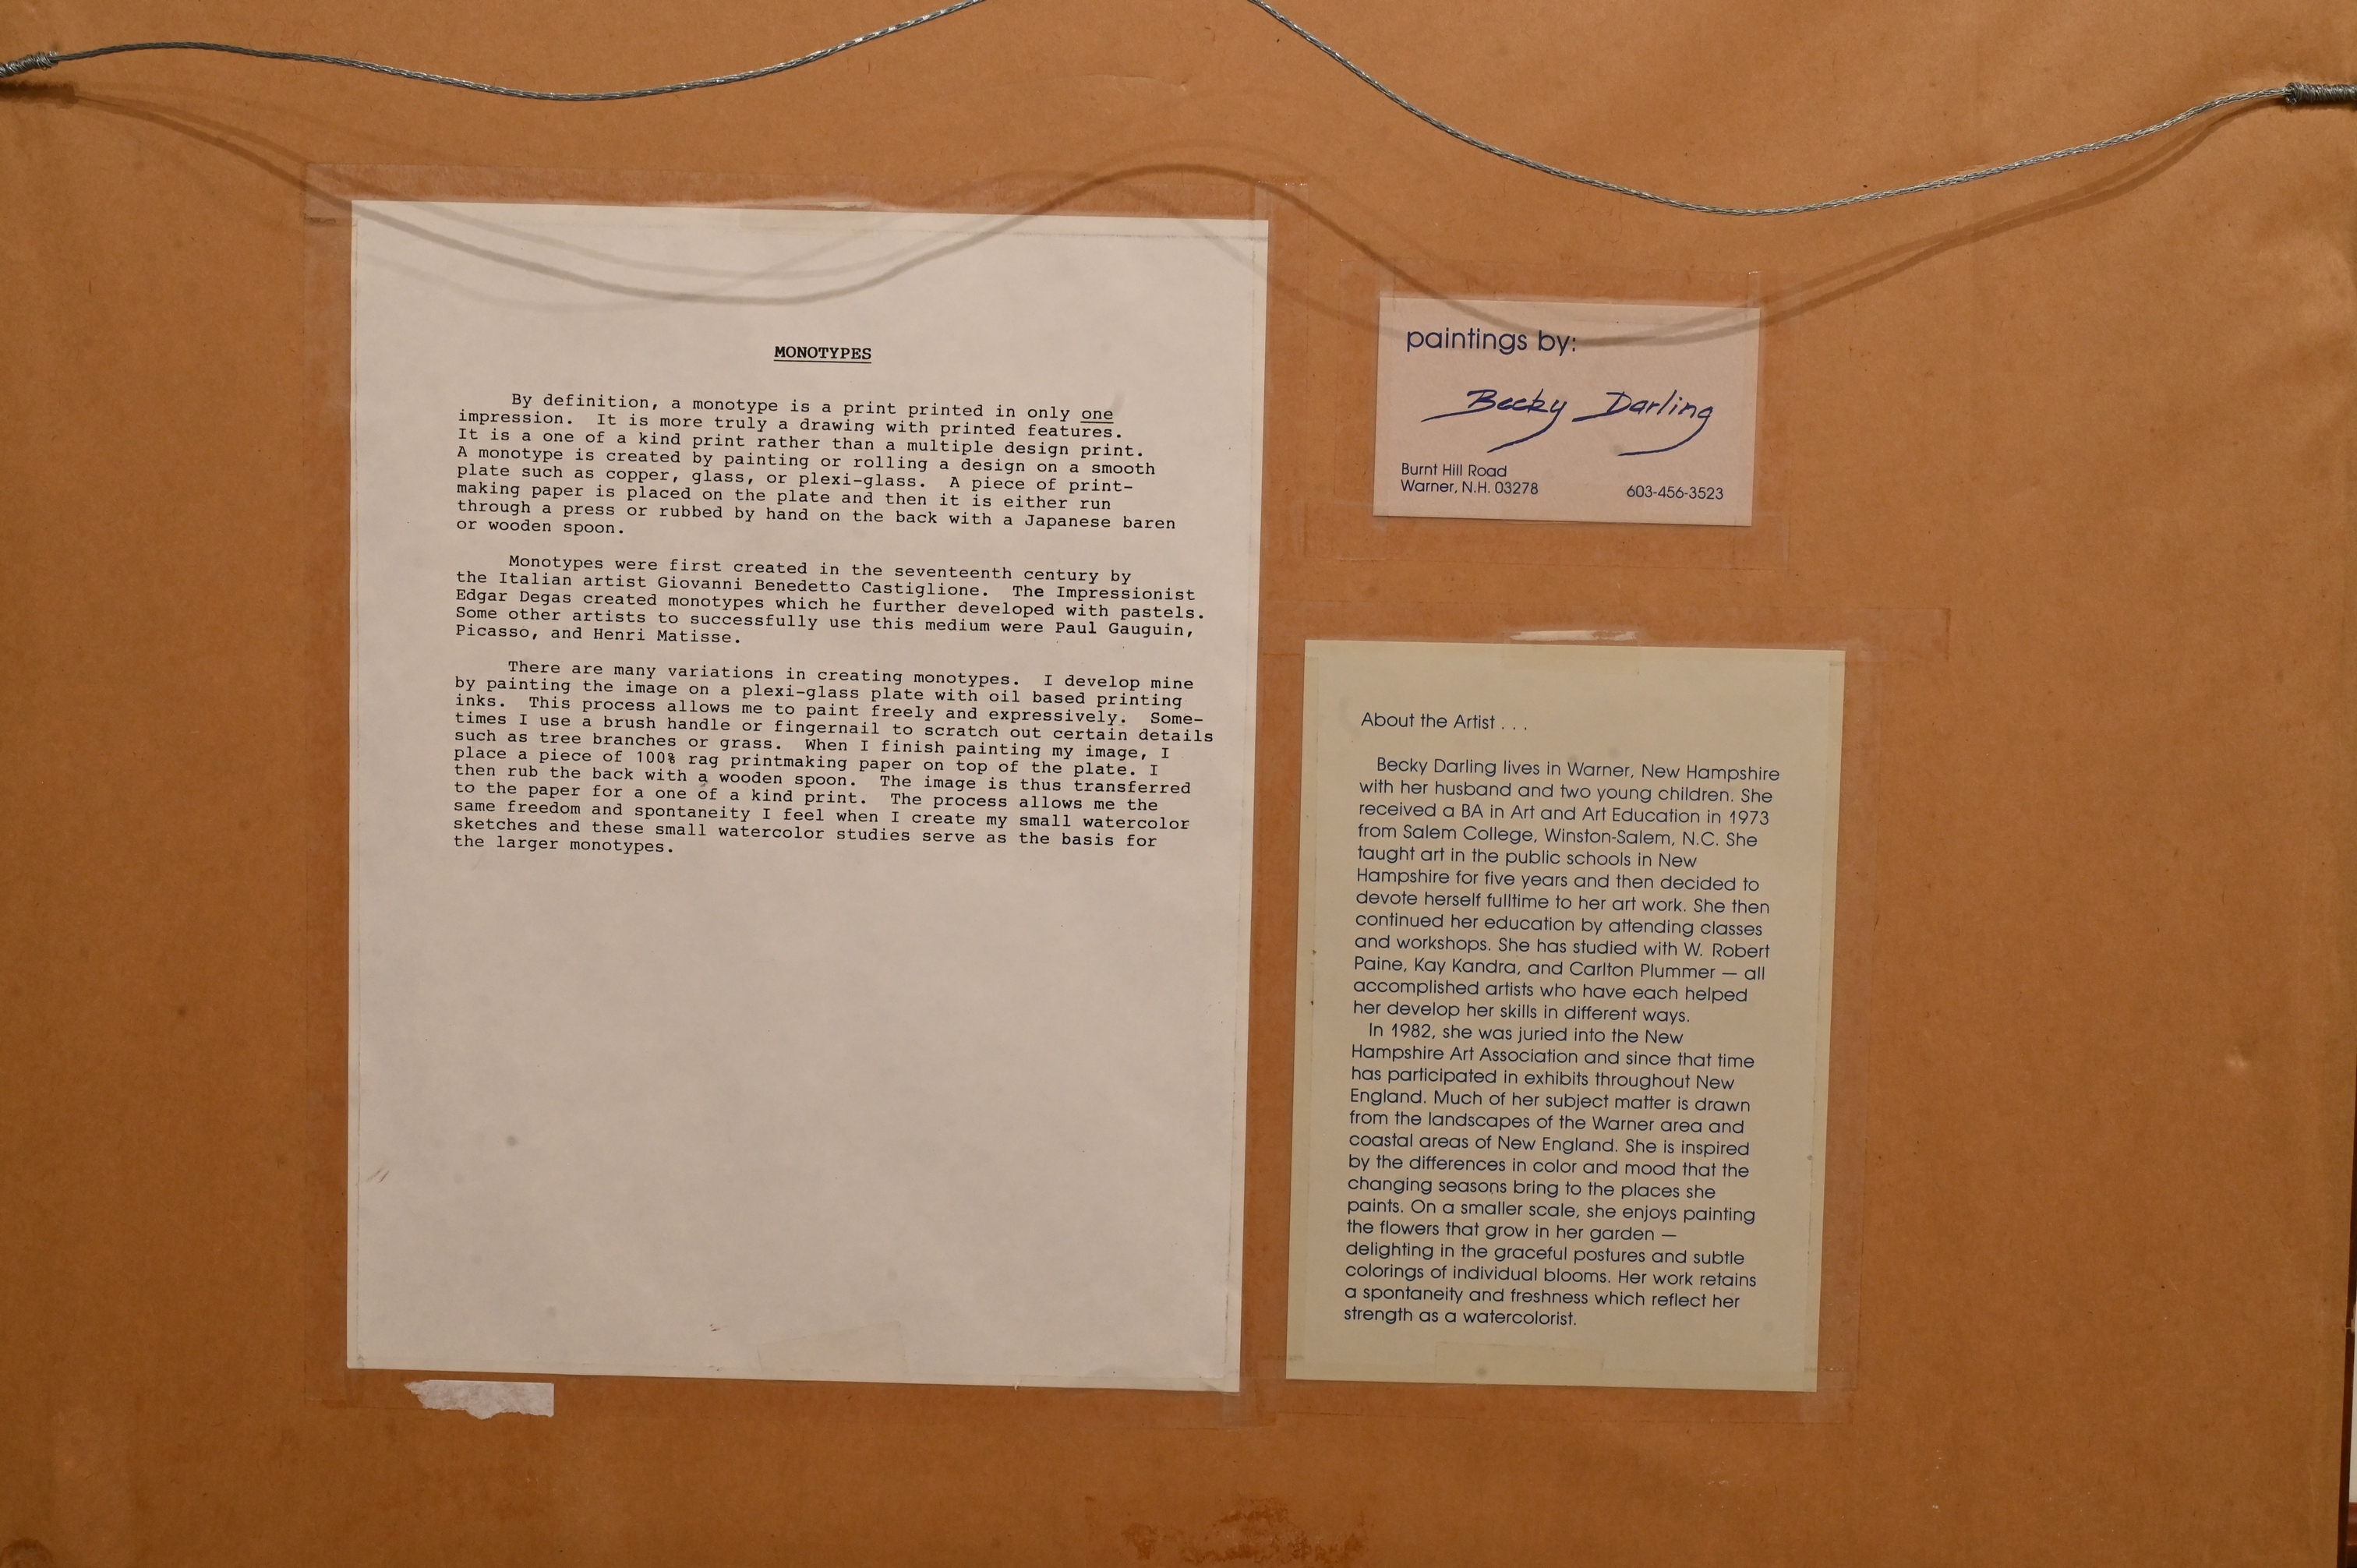 MONOTYPES
By definition, a monotype is a print printed in only one
impression. It is more truly a drawing with printed features.
It is a one of a kind print rather than a multiple design print.
A monotype is created by painting or rolling a design on a smooth
plate such as copper, glass, or plexi-glass. A piece of print-
making paper is placed on the plate and then it is either run
through a press or rubbed by hand on the back with a Japanese baren
or wooden spoon.
Monotypes were first created in the seventeenth century by
the Italian artist Giovanni Benedetto Castiglione. The Impressionist
Edgar Degas created monotypes which he further developed with pastels.
Some other artists to successfully use this medium were Paul Gauguin,
Picasso, and Henri Matisse.
There are many variations in creating monotypes. I develop mine
by painting the image on a plexi-glass plate with oil based printing
inks. This process allows me to paint freely and expressively. Some-
times I use a brush handle or fingernail to scratch out certain details
such as tree branches or grass. When I finish painting my image, I
place a piece of 100% rag printmaking paper on top of the plate. I
then rub the back with a wooden spoon. The image is thus transferred
to the paper for a one of a kind print. The process allows me the
same freedom and spontaneity I feel when I create my small watercolor
sketches and these small watercolor studies serve as the basis for
the larger monotypes.
paintings by:
Becky Darling
Burnt Hill Road
Warner, N.H. 03278 603-456-3523
About the Artist . . .
Becky Darling lives in Warner, New Hampshire
with her husband and two young children. She
received a BA in Art and Art Education in 1973
from Salem College, Winston-Salem, N.C. She
taught art in the public schools in New
Hampshire for five years and then decided to
devote herself fulltime to her art work. She then
continued her education by attending classes
and workshops. She has studied with W. Robert
Paine, Kay Kandra, and Carlton Plummer — all
accomplished artists who have each helped
her develop her skills in different ways.
In 1982, she was juried into the New
Hampshire Art Association and since that time
has participated in exhibits throughout New
England. Much of her subject matter is drawn
from the landscapes of the Warner area and
coastal areas of New England. She is inspired
by the differences in color and mood that the
changing seasons bring to the places she
paints. On a smaller scale, she enjoys painting
the flowers that grow in her garden —
delighting in the graceful postures and subtle
colorings of individual blooms. Her work retains
a spontaneity and freshness which reflect her
strength as a watercolorist.